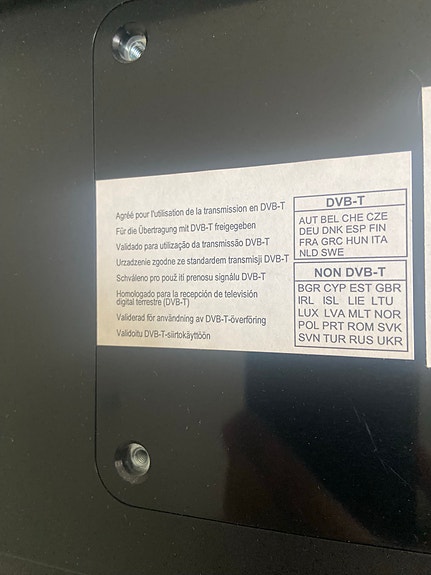 Agréé pour l'utilisation de la transmission en DVB-T
Für die Übertragung mit DVB-T freigegeben
Validado para utilização da transmissão DVB-T
Urzadzenie zgodne ze standardem transmisji DVB-T
Schváleno pro použ iti prenosu signálu DVB-T
Homologado para la recepción de televisión
digital terrestre (DVB-T)
Validerad för användning av DVB-T-överföring
Validoitu DVB-T-siirtokäyttöön
DVB-T
AUT BEL CHE CZE
DEU DNK ESP FIN
FRA GRC HUN ITA
NLD SWE
NON DVB-T
BGR CYP EST GBR
IRL ISL LIE LTU
LUX LVA MLT NOR
POL PRT ROM SVK
SVN TUR RUS UKR